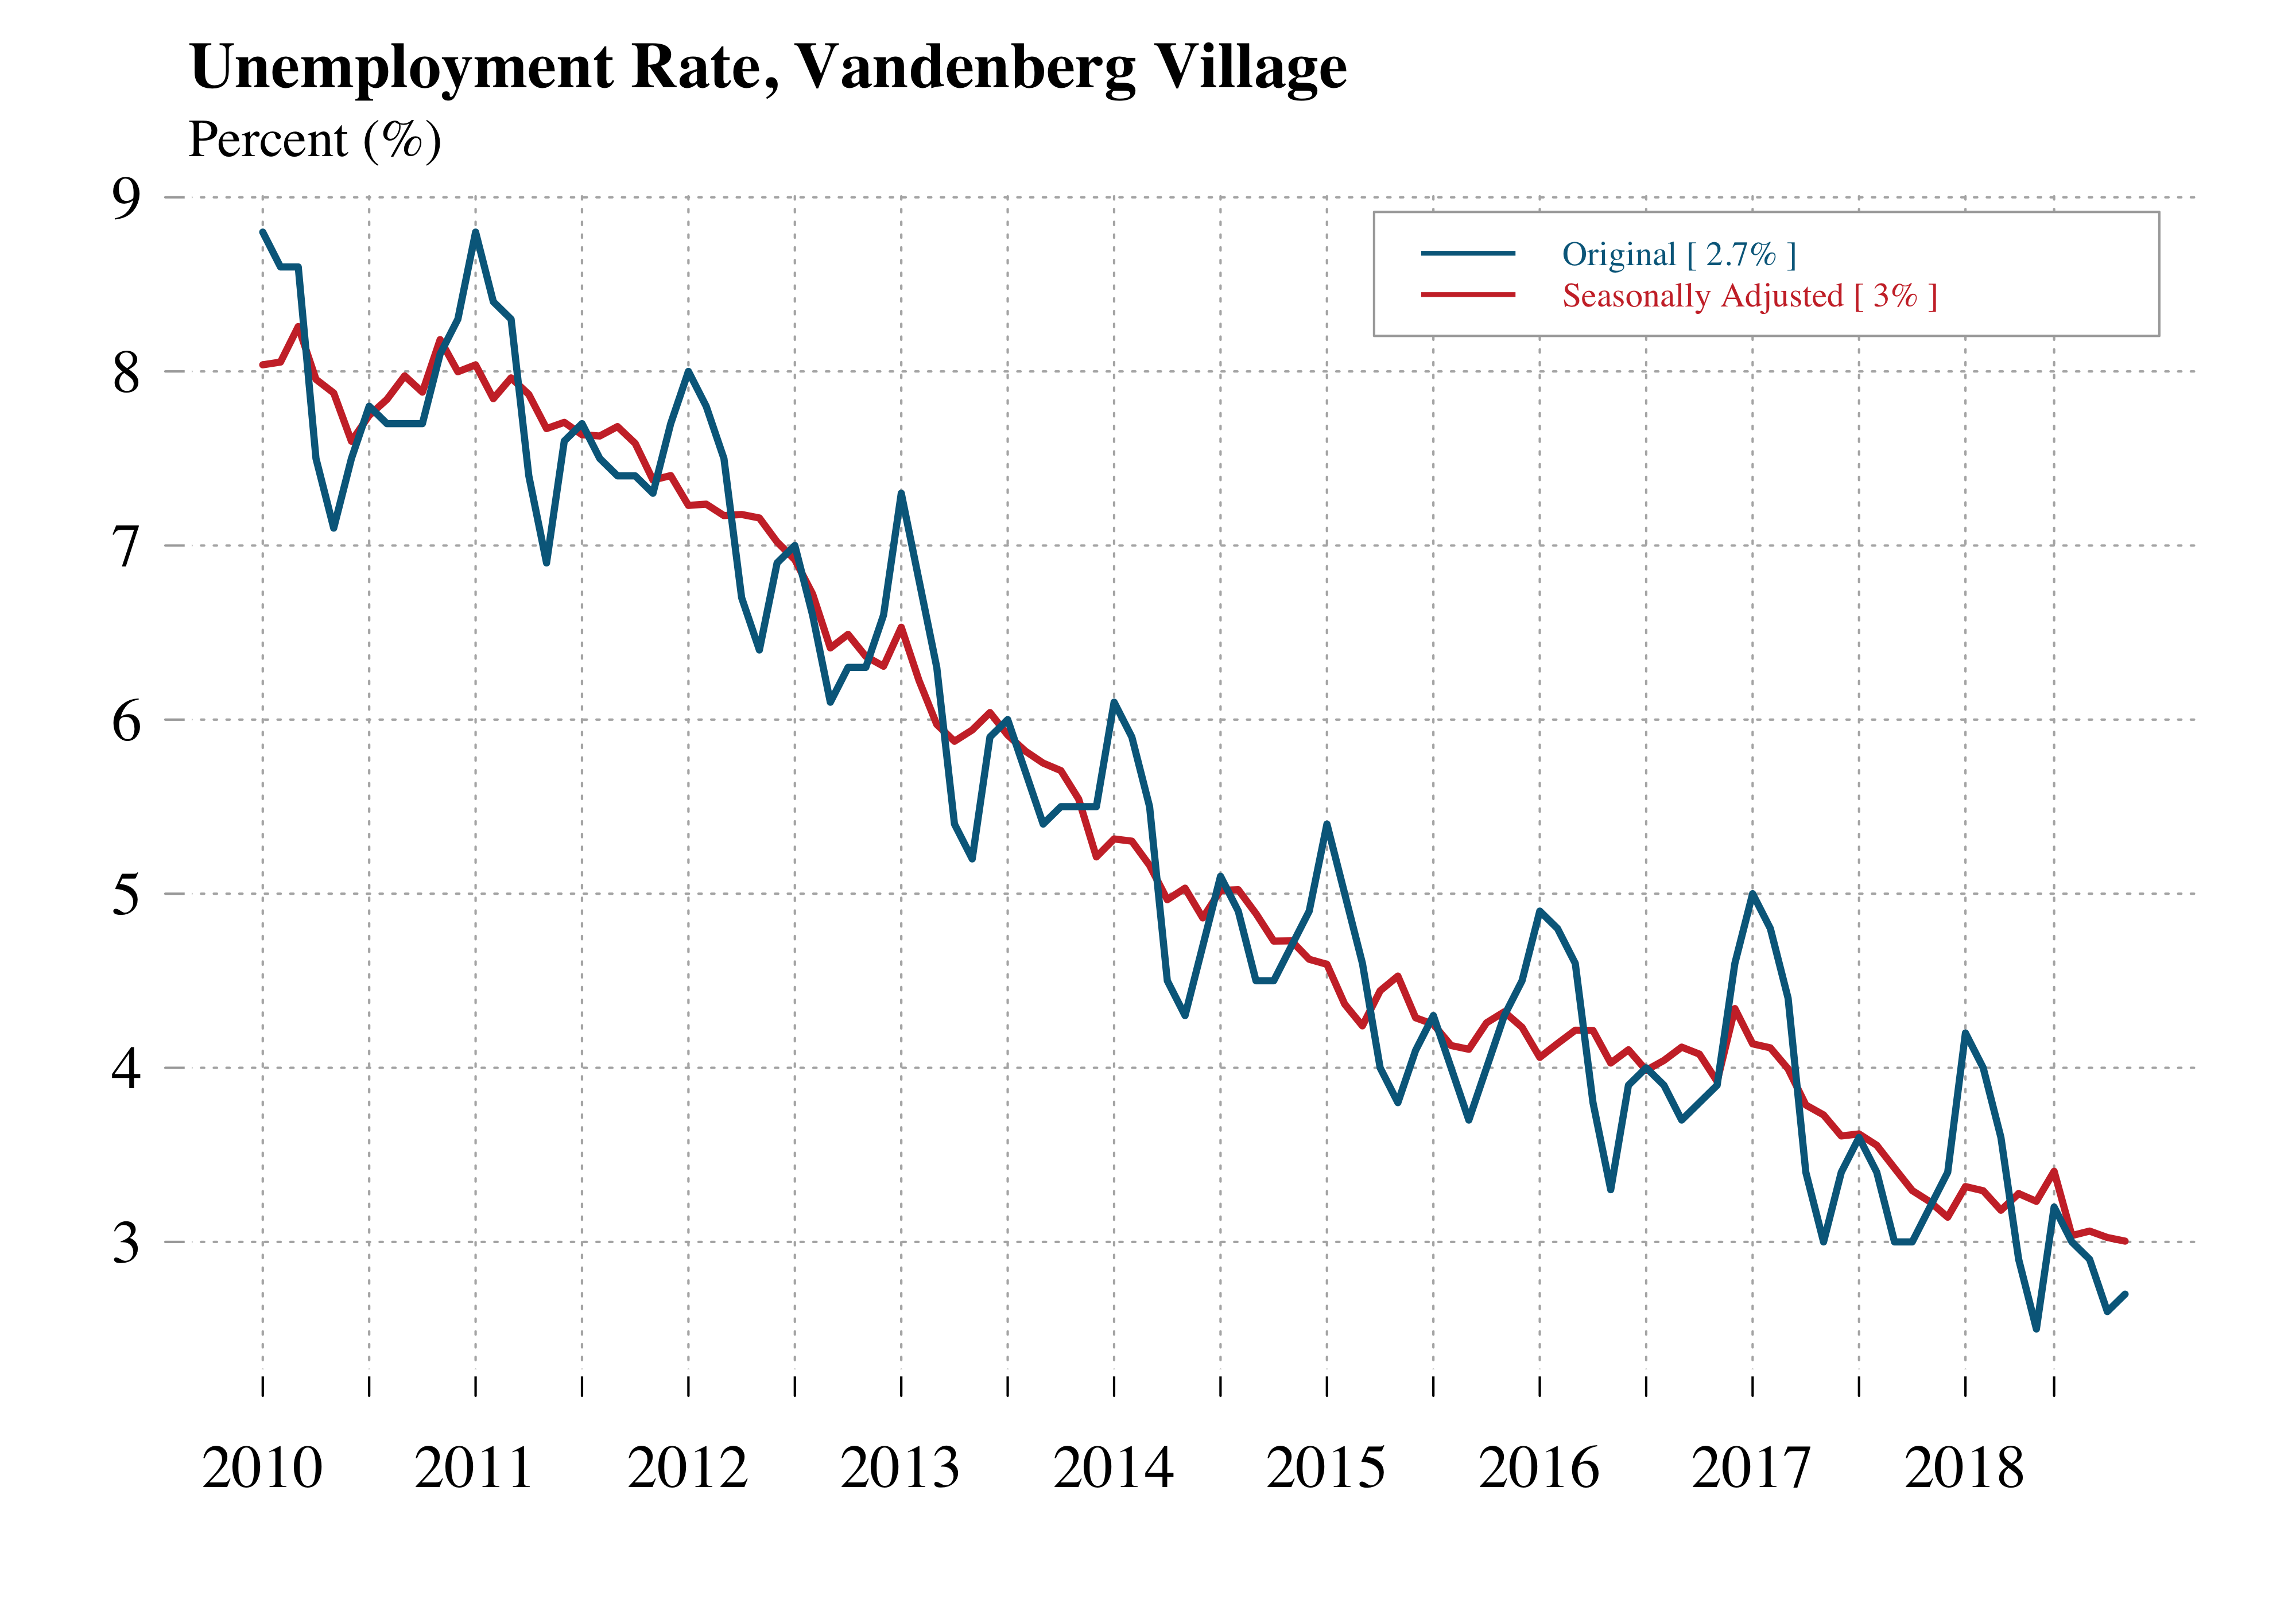 Unemployment Rate, Vandenberg Village
Percent (%)
9
Original [ 2.7% ]
Seasonally Adjusted [ 3% ]
8
7
6
5
4
3
2010 2011 2012 2013 2014 2015 2016 2017 2018